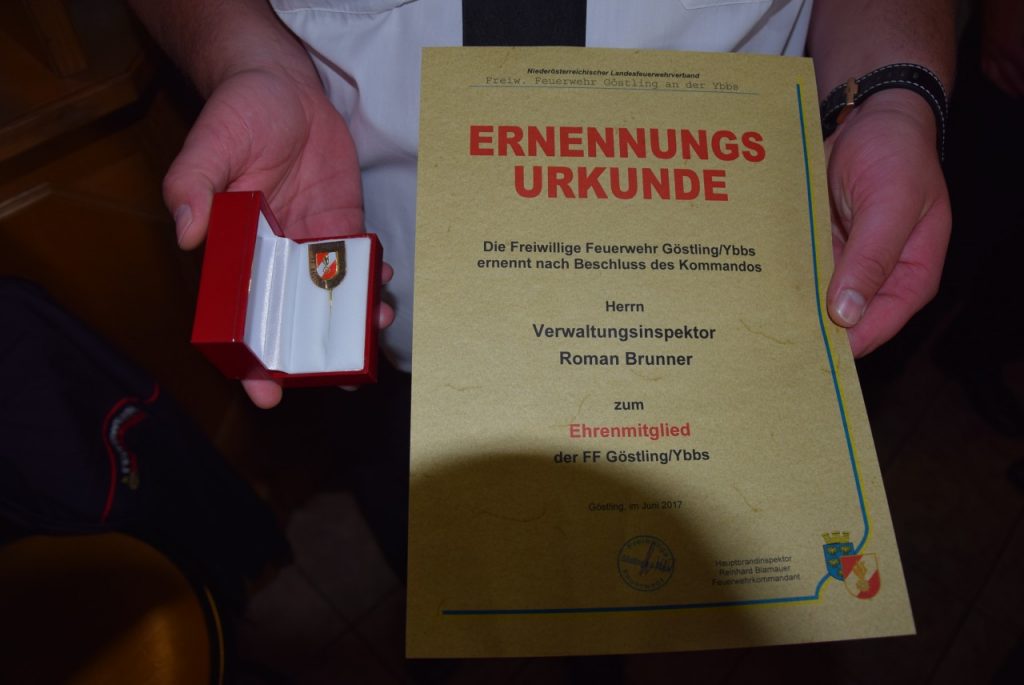 Niederösterreichischer Landesfeuerwehrverband
Freiw. Feuerwehr Göstling an der Ybbs
ERNENNUNGS
URKUNDE
Die Freiwillige Feuerwehr Göstling/Ybbs
ernennt nach Beschluss des Kommandos
Herrn
Verwaltungsinspektor
Roman Brunner
zum
Ehrenmitglied
der FF Göstling/Ybbs
Göstling, im Juni 2017
Freiwillige
Feuerwehr
Hauptbrandinspektor
Reinhard Blamauer
Feuerwehrkommandant